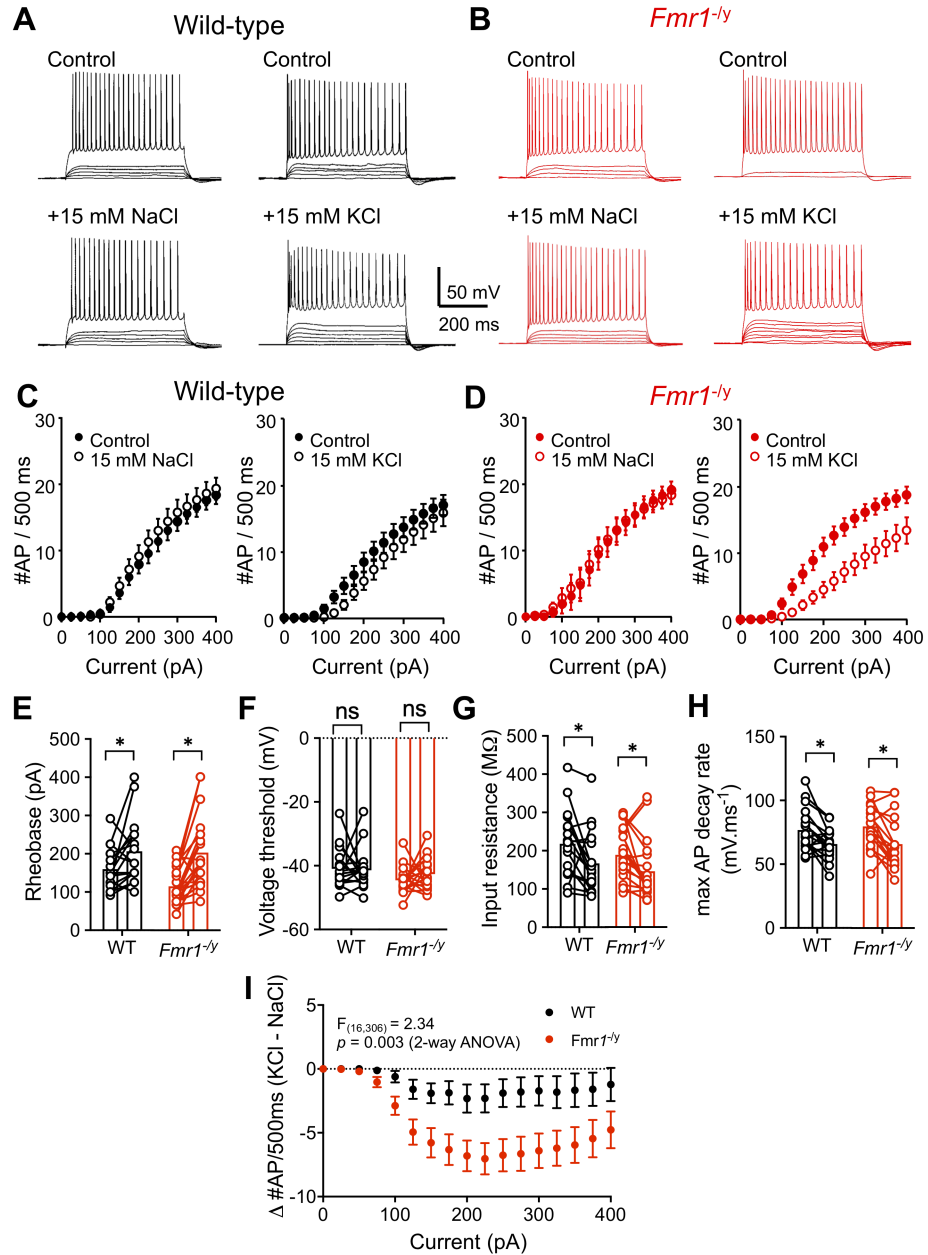 A
Wild-type
B
Fmr1-/y
Control
Control
Control
Control
+15 mM NaCl
+15 mM KCl
+15 mM NaCl
+15 mM KCl
50 mV
200 ms
C
Wild-type
D
Fmr1-/y
#AP / 500 ms
30
20
10
0
Control
15 mM NaCl
0
200
400
Current (pA)
#AP / 500 ms
30
20
10
0
Control
15 mM KCl
0
200
400
Current (pA)
#AP / 500 ms
30
20
10
0
Control
15 mM NaCl
0
200
400
Current (pA)
#AP / 500 ms
30
20
10
0
Control
15 mM KCl
0
100
200
300
400
Current (pA)
E
Rheobase (pA)
500
400
300
200
100
0
*
*
WT
Fmr1-/y
F
Voltage threshold (mV)
0
-20
-40
-60
ns
ns
WT
Fmr1-/y
G
Input resistance (MΩ)
500
400
300
200
100
0
*
*
WT
Fmr1-/y
H
max AP decay rate
(mV.ms-1)
150
100
50
0
*
*
WT
Fmr1-/y
I
Δ #AP/500ms (KCl - NaCl)
5
0
-5
-10
F(16,306) = 2.34
p = 0.003 (2-way ANOVA)
WT
Fmr1-/y
0
100
200
300
400
Current (pA)